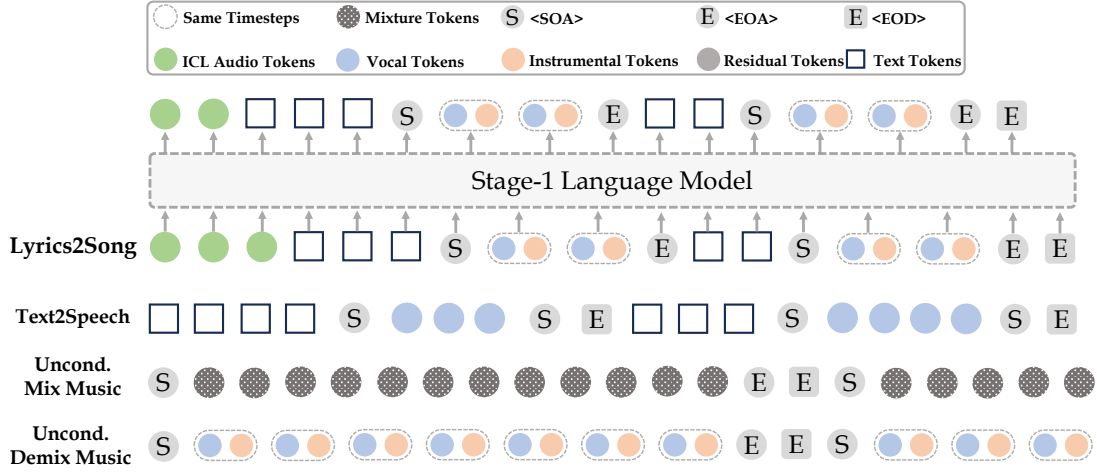 Same Timesteps Mixture Tokens S <SOA> E <EOA> E <EOD>
ICL Audio Tokens Vocal Tokens Instrumental Tokens Residual Tokens Text Tokens
S E S E E
Stage-1 Language Model
Lyrics2Song S E S E E
Text2Speech S S E S S E
Uncond.
Mix Music S E E S
Uncond.
Demix Music S E E S